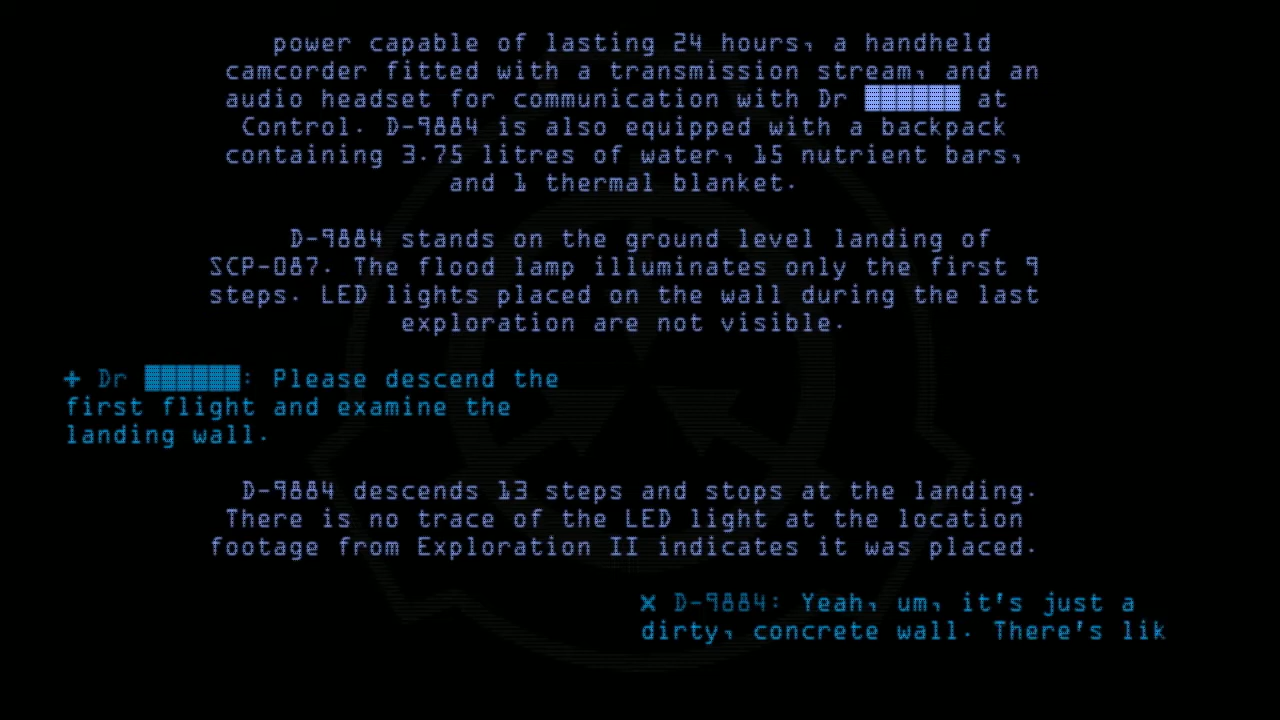 power capable of lasting 24 hours, a handheld
camcorder fitted with a transmission stream, and an
audio headset for communication with Dr ██████ at
Control. D-9884 is also equipped with a backpack
containing 3.75 litres of water, 15 nutrient bars,
and 1 thermal blanket.
D-9884 stands on the ground level landing of
SCP-087. The flood lamp illuminates only the first 9
steps. LED lights placed on the wall during the last
exploration are not visible.
+ Dr ██████: Please descend the
first flight and examine the
landing wall.
D-9884 descends 13 steps and stops at the landing.
There is no trace of the LED light at the location
footage from Exploration II indicates it was placed.
X D-9884: Yeah, um, it's just a
dirty, concrete wall. There's lik